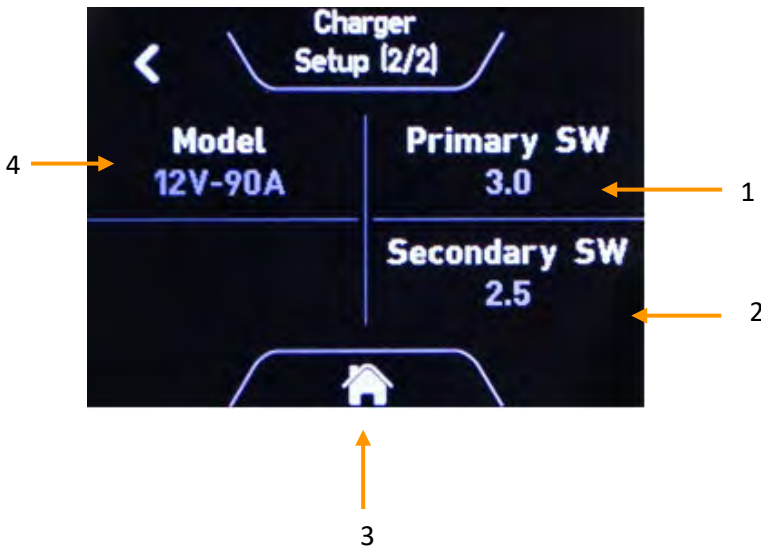 Charger
Setup (2/2)
Model
12V-90A
Primary SW
3.0
Secondary SW
2.5
4
1
2
3